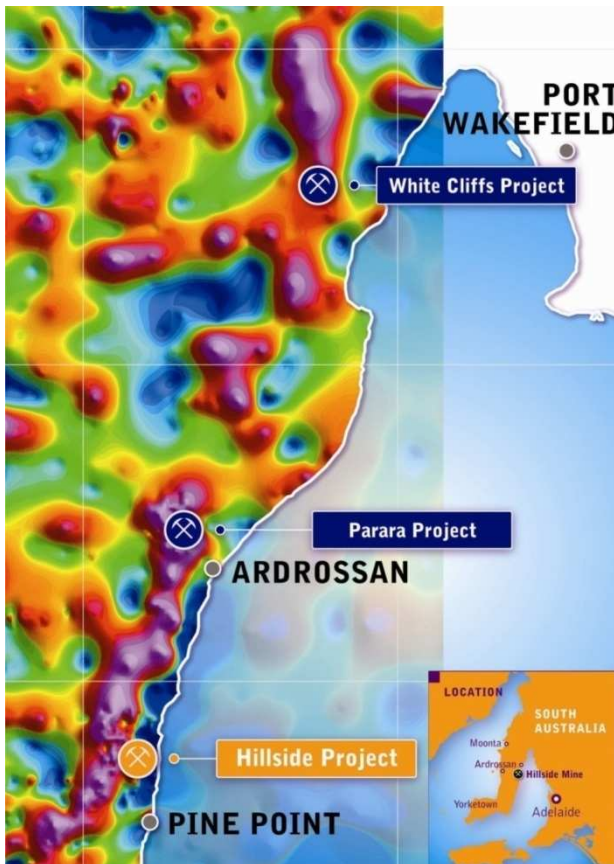 PORT
WAKEFIELD
White Cliffs Project
Parara Project
ARDROSSAN
Hillside Project
PINE POINT
LOCATION
SOUTH
AUSTRALIA
Moonta
Ardrossan
Hillside Mine
Yorketown
Adelaide